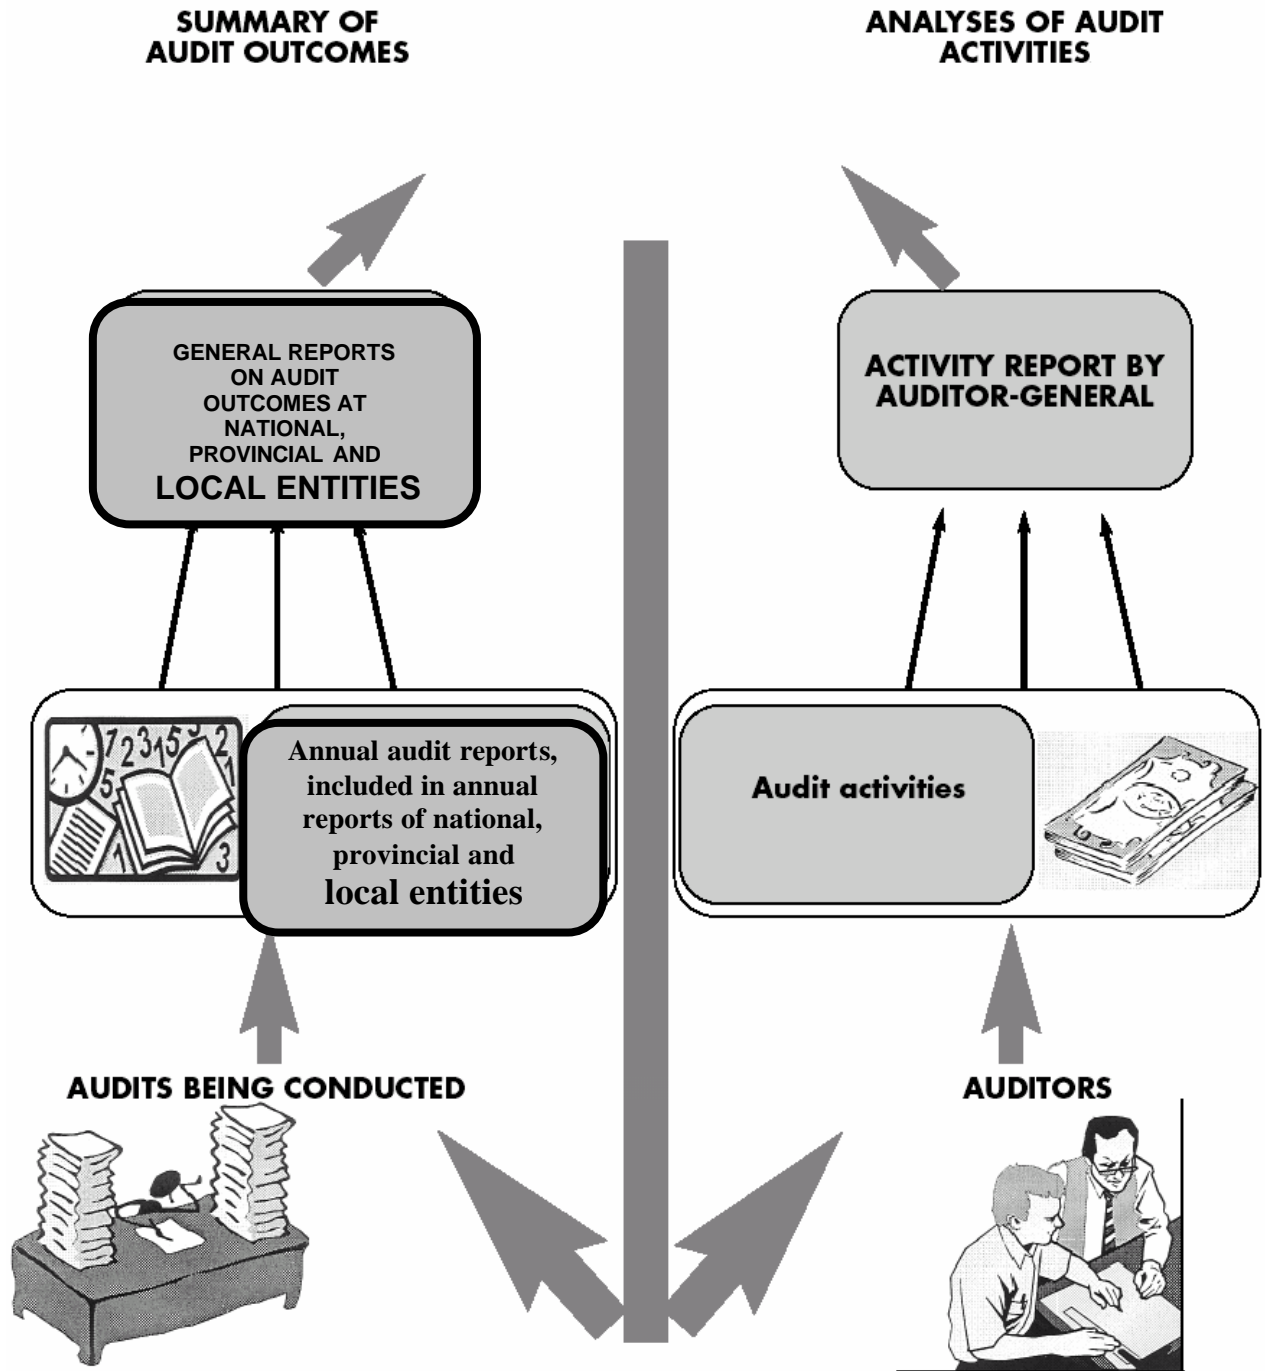 SUMMARY OF
AUDIT OUTCOMES
ANALYSES OF AUDIT
ACTIVITIES
GENERAL REPORTS
ON AUDIT
OUTCOMES AT
NATIONAL,
PROVINCIAL AND
LOCAL ENTITIES
ACTIVITY REPORT BY
AUDITOR-GENERAL
Annual audit reports,
included in annual
reports of national,
provincial and
local entities
Audit activities
AUDITS BEING CONDUCTED
AUDITORS